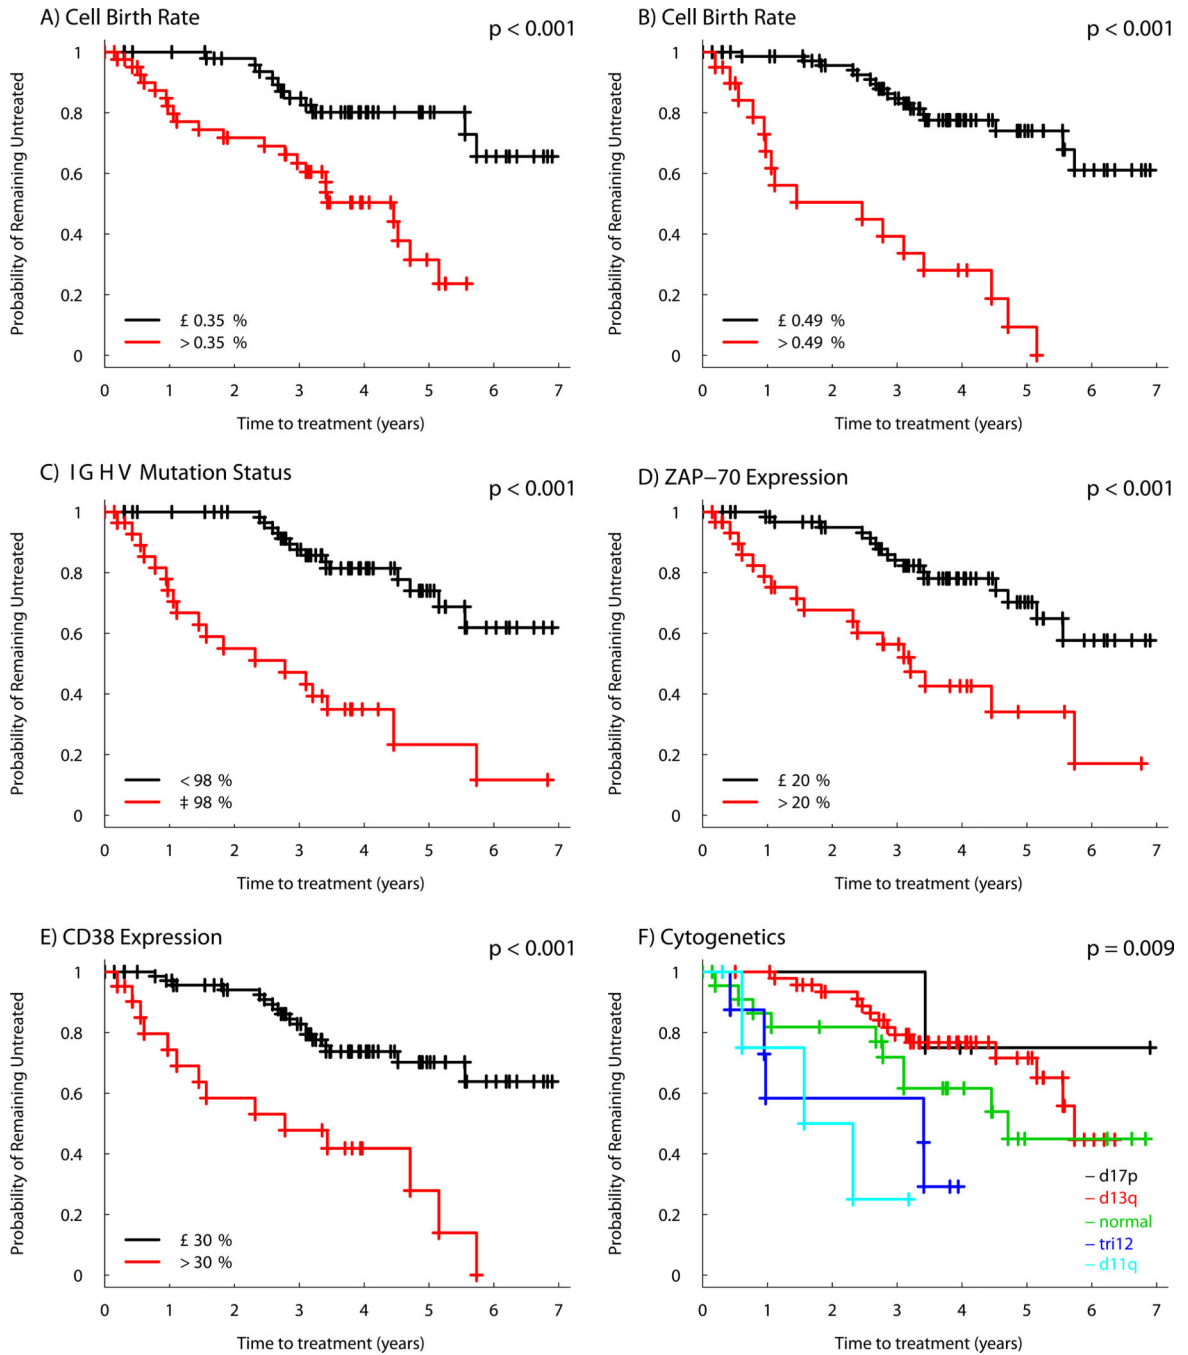 A) Cell Birth Rate
p < 0.001
Probability of Remaining Untreated
1
0.8
0.6
0.4
0.2
0
£ 0.35 %
> 0.35 %
0 1 2 3 4 5 6 7
Time to treatment (years)
B) Cell Birth Rate
p < 0.001
Probability of Remaining Untreated
1
0.8
0.6
0.4
0.2
0
£ 0.49 %
> 0.49 %
0 1 2 3 4 5 6 7
Time to treatment (years)
C) IGHV Mutation Status
p < 0.001
Probability of Remaining Untreated
1
0.8
0.6
0.4
0.2
0
< 98 %
‡ 98 %
0 1 2 3 4 5 6 7
Time to treatment (years)
D) ZAP−70 Expression
p < 0.001
Probability of Remaining Untreated
1
0.8
0.6
0.4
0.2
0
£ 20 %
> 20 %
0 1 2 3 4 5 6 7
Time to treatment (years)
E) CD38 Expression
p < 0.001
Probability of Remaining Untreated
1
0.8
0.6
0.4
0.2
0
£ 30 %
> 30 %
0 1 2 3 4 5 6 7
Time to treatment (years)
F) Cytogenetics
p = 0.009
Probability of Remaining Untreated
1
0.8
0.6
0.4
0.2
0
– d17p
– d13q
– normal
– tri12
– d11q
0 1 2 3 4 5 6 7
Time to treatment (years)